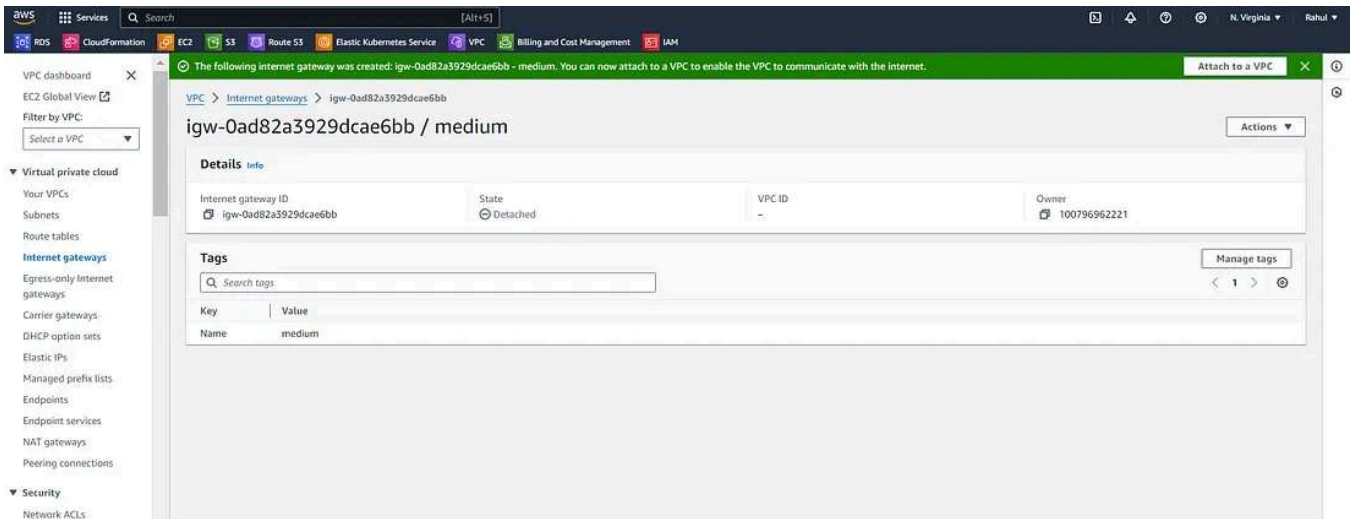 aws Services Search [Alt+S] N. Virginia Rahul
RDS CloudFormation EC2 S3 Route 53 Elastic Kubernetes Service VPC Billing and Cost Management IAM
The following internet gateway was created: igw-0ad82a3929dcae6bb - medium. You can now attach to a VPC to enable the VPC to communicate with the internet. Attach to a VPC
VPC dashboard
EC2 Global View
Filter by VPC:
Select a VPC
Virtual private cloud
Your VPCs
Subnets
Route tables
Internet gateways
Egress-only Internet
gateways
Carrier gateways
DHCP option sets
Elastic IPs
Managed prefix lists
Endpoints
Endpoint services
NAT gateways
Peering connections
Security
Network ACLs
VPC > Internet gateways > igw-0ad82a3929dcae6bb
igw-0ad82a3929dcae6bb / medium
Actions
Details Info
Internet gateway ID
igw-0ad82a3929dcae6bb
State
Detached
VPC ID
-
Owner
100796962221
Tags
Manage tags
Search tags
1
Key Value
Name medium